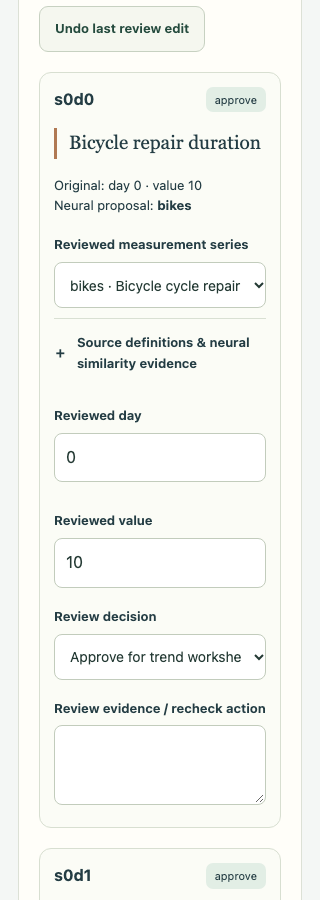 Undo last review edit
s0d0
approve
Bicycle repair duration
Original: day 0 · value 10
Neural proposal: bikes
Reviewed measurement series
bikes · Bicycle cycle repair
+ Source definitions & neural
similarity evidence
Reviewed day
0
Reviewed value
10
Review decision
Approve for trend workshe
Review evidence / recheck action
s0d1
approve